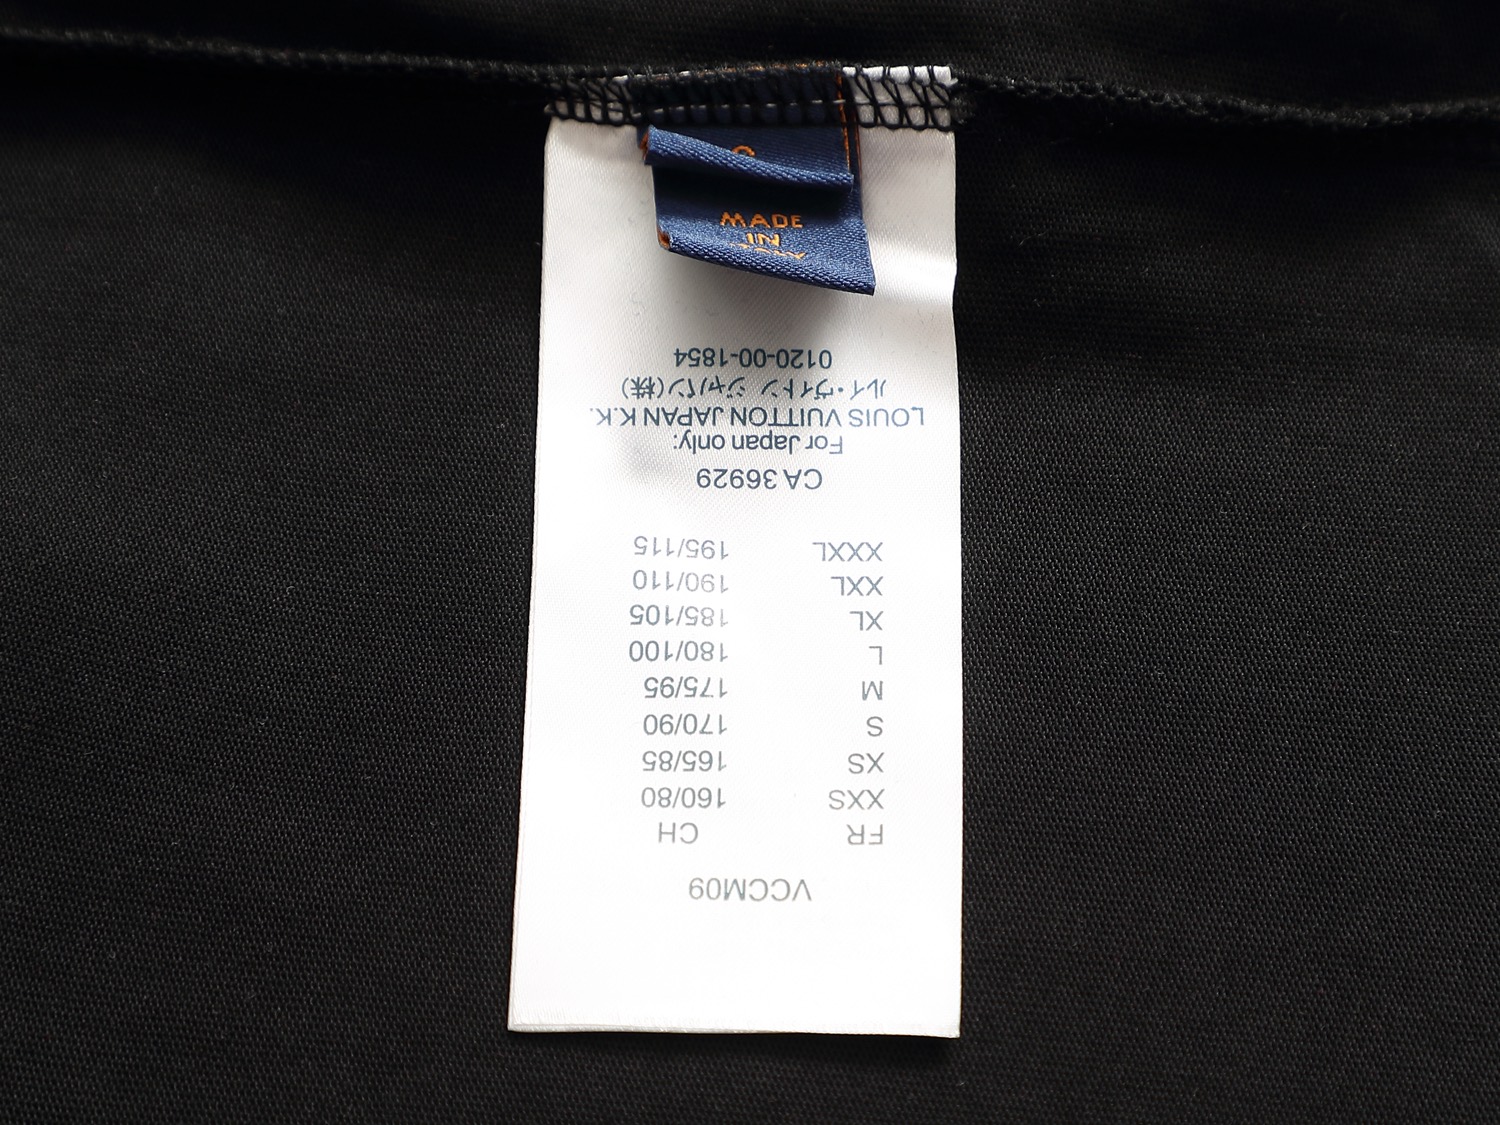 MADE
IN
VCCM09
FR CH
XXS 160/80
XS 165/85
S 170/90
M 175/95
L 180/100
XL 185/105
XXL 190/110
XXXL 195/115
CA 36929
For Japan only:
LOUIS VUITTON JAPAN K.K.
ルイ・ヴィトン ジャパン(株)
0120-00-1854